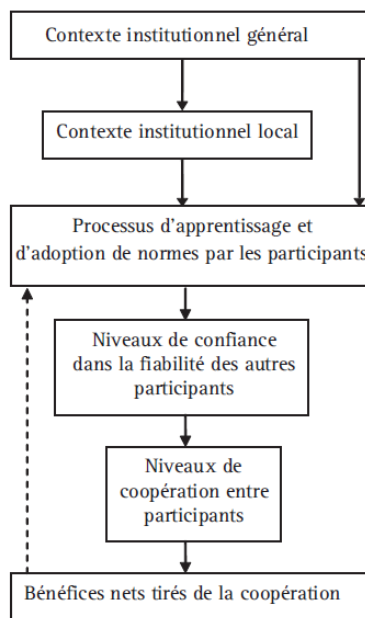 Contexte institutionnel général
Contexte institutionnel local
Processus d'apprentissage et
d'adoption de normes par les participants
Niveaux de confiance
dans la fiabilité des autres
participants
Niveaux de
coopération entre
participants
Bénéfices nets tirés de la coopération